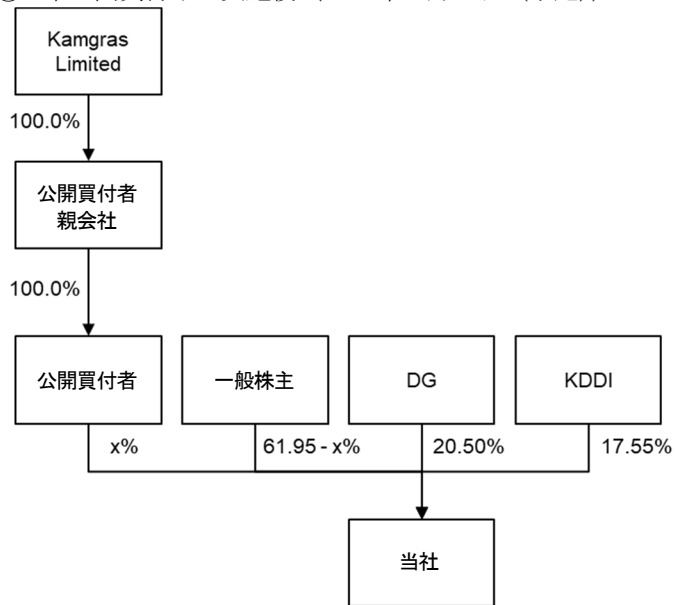 Kamgras
Limited
100.0%
公開買付者
親会社
100.0%
公開買付者
一般株主
DG
KDDI
x%
61.95 - x%
20.50%
17.55%
当社